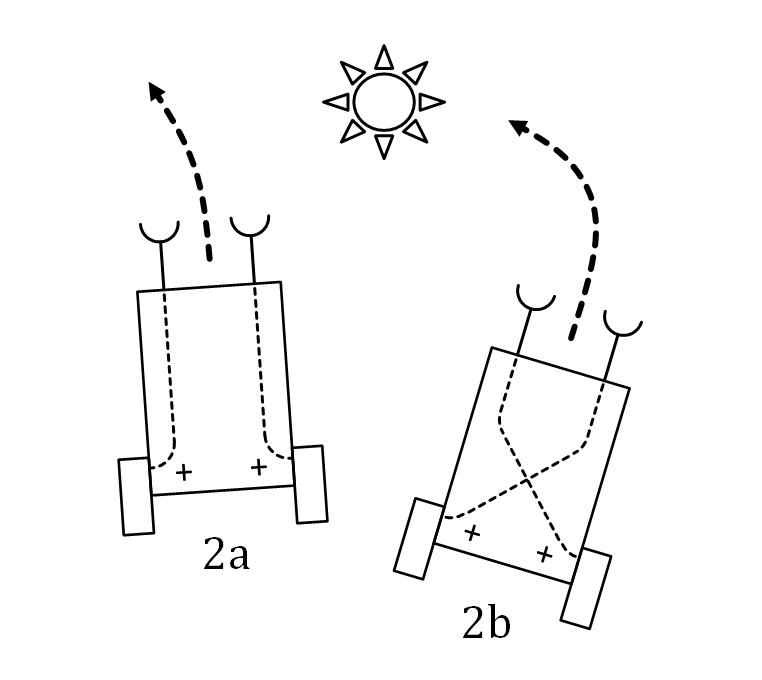 + +
2a
+ +
2b